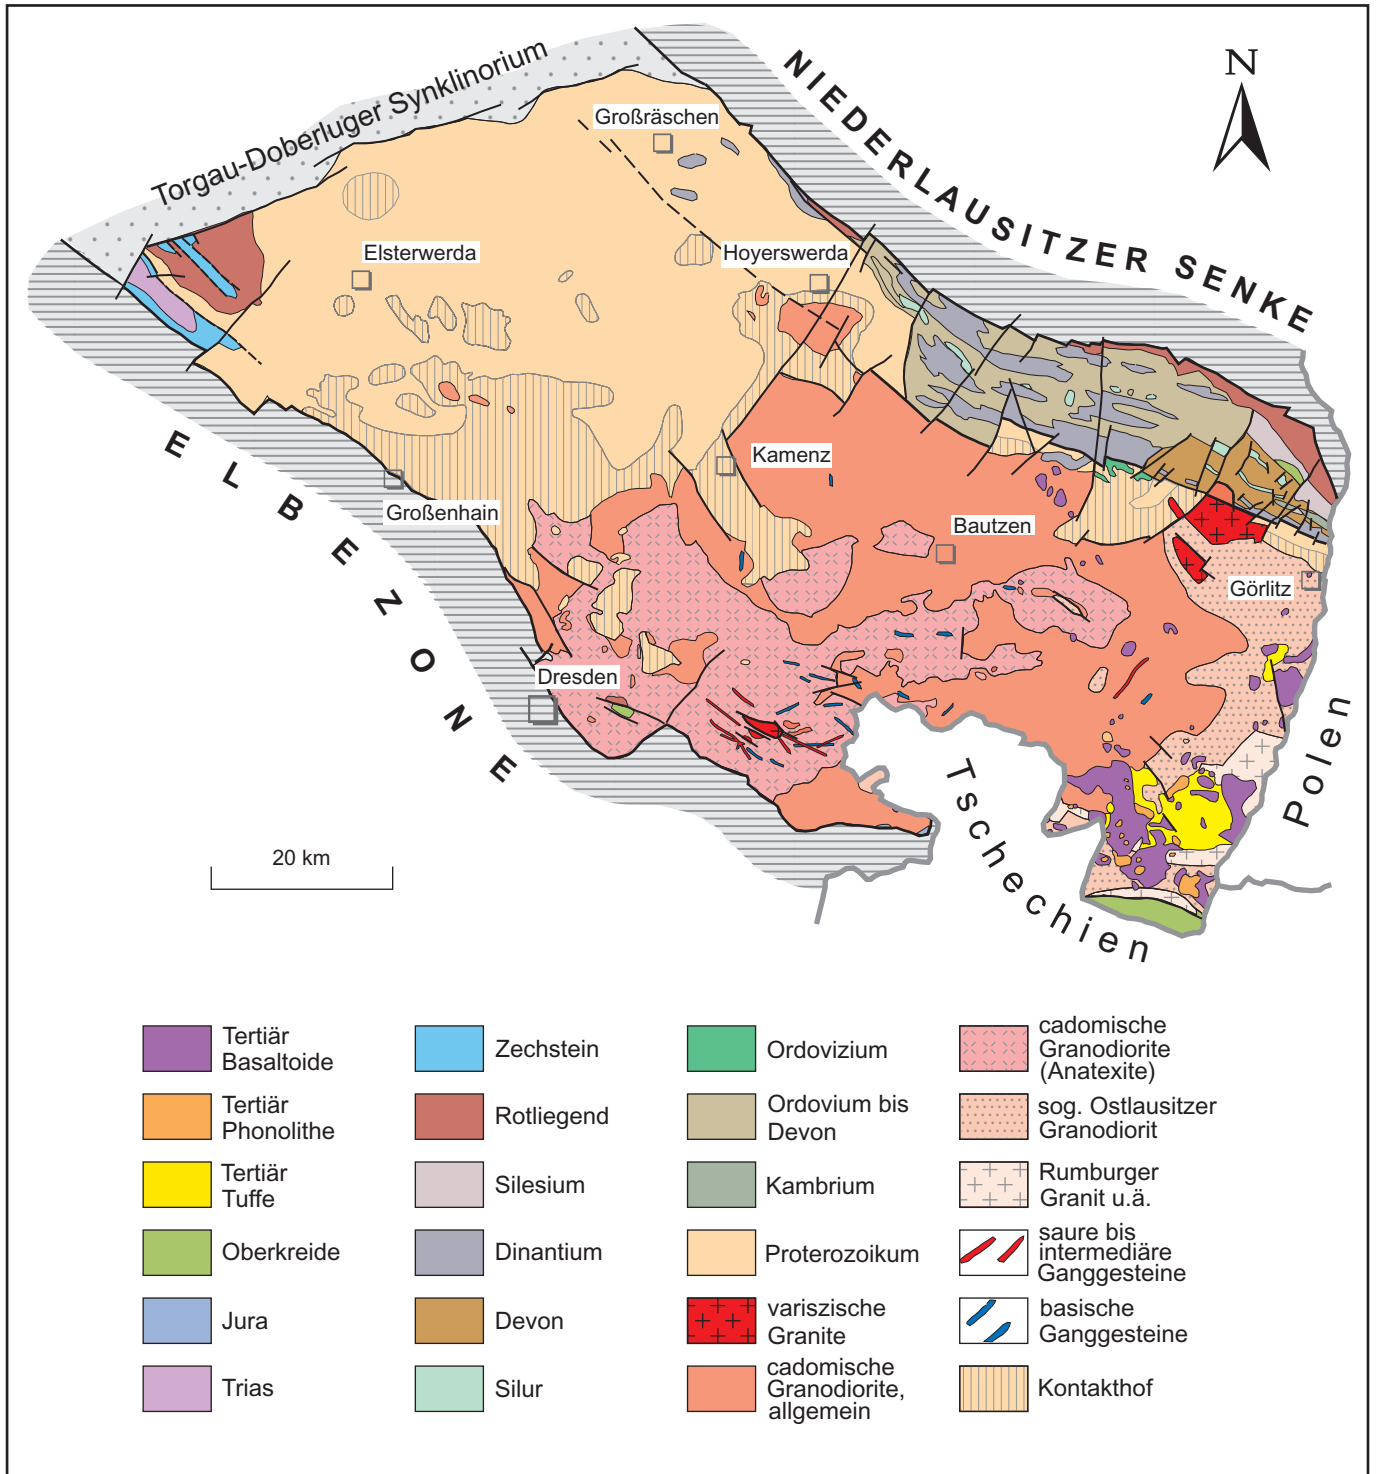 N
Torgau-Doberluger Synklinorium
NIEDERLAUSITZER SENKE
Großräschen
Elsterwerda
Hoyerswerda
ELBEZONE
Kamenz
Großenhain
Bautzen
Görlitz
Dresden
Tschechien
Polen
20 km
Tertiär
Basaltoide
Tertiär
Phonolithe
Tertiär
Tuffe
Oberkreide
Jura
Trias
Zechstein
Rotliegend
Silesium
Dinantium
Devon
Silur
Ordovizium
Ordovium bis
Devon
Kambrium
Proterozoikum
variszische
Granite
cadomische
Granodiorite,
allgemein
cadomische
Granodiorite
(Anatexite)
sog. Ostlausitzer
Granodiorit
Rumburger
Granit u.ä.
saure bis
intermediäre
Ganggesteine
basische
Ganggesteine
Kontakthof